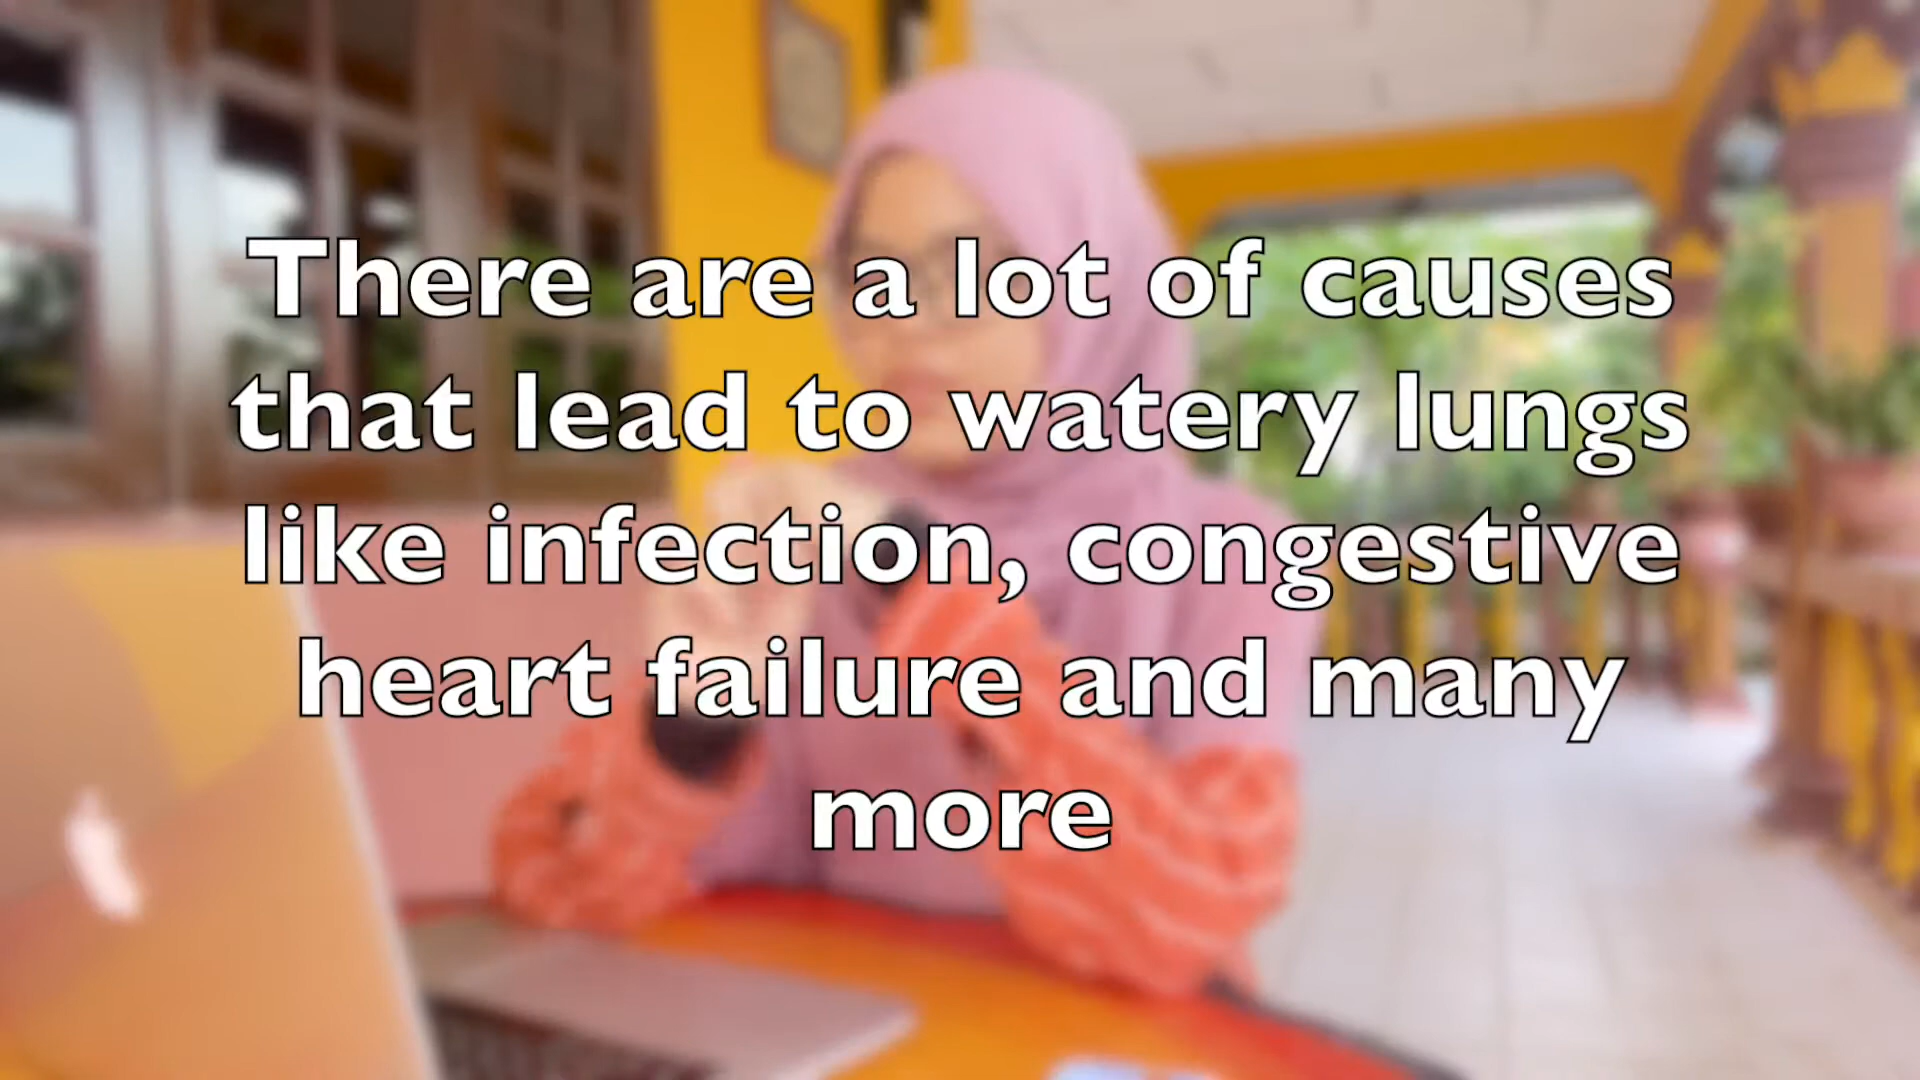 There are a lot of causes
that lead to watery lungs
like infection, congestive
heart failure and many
more